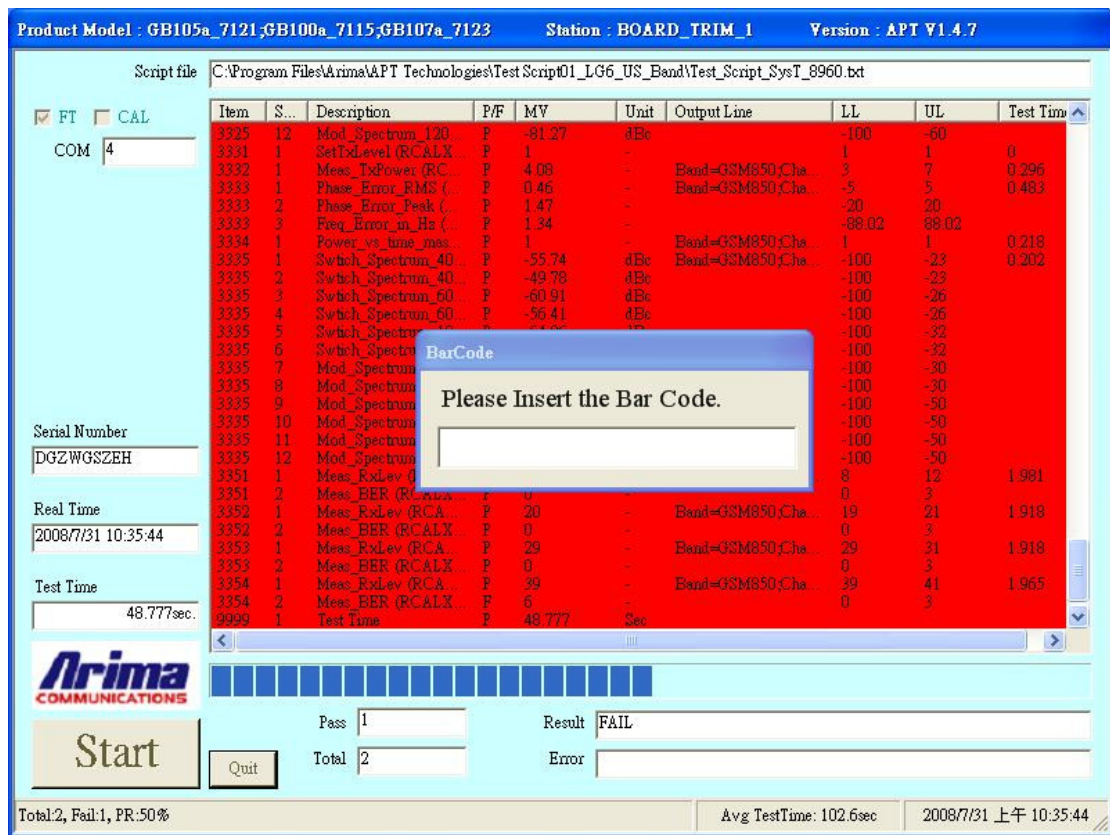 Product Model : GB105a_7121;GB100a_7115;GB107a_7123 Station : BOARD_TRIM_1 Version : APT V1.4.7
Script file C:\Program Files\Arima\APT Technologies\Test Script01_LG6_US_Band\Test_Script_SysT_8960.txt
FT CAL
COM 4
Item S... Description P/F MV Unit Output Line LL UL Test Time
3325 12 Mod_Spectrum_120... P -81.27 dBc -100 -60
3331 1 SetTxLevel (RCALX... P 1 - 1 1 0
3332 1 Meas_TxPower (RC... P 4.08 - Band=GSM850;Cha... 3 7 0.296
3333 1 Phase_Error_RMS (... P 0.46 - Band=GSM850;Cha... -5 5 0.483
3333 2 Phase_Error_Peak (... P 1.47 - -20 20
3333 3 Freq_Error_in_Hz (... P 1.34 - -88.02 88.02
3334 1 Power_vs_time_mas... P 1 - Band=GSM850;Cha... 1 1 0.218
3335 1 Swtich_Spectrum_40... P -55.74 dBc Band=GSM850;Cha... -100 -23 0.202
3335 2 Swtich_Spectrum_40... P -49.78 dBc -100 -23
3335 3 Swtich_Spectrum_60... P -60.91 dBc -100 -26
3335 4 Swtich_Spectrum_60... P -56.41 dBc -100 -26
3335 5 -100 -32
3335 6 -100 -32
3335 7 Mod_Spectrum -100 -30
3335 8 Mod_Spectrum -100 -30
3335 9 Mod_Spectrum -100 -50
3335 10 Mod_Spectrum -100 -50
3335 11 Mod_Spectrum -100 -50
3335 12 Mod_Spectrum -100 -50
3351 1 Meas_RxLev 8 12 1.981
3351 2 Meas_BER (RCALX... P 0 - 0 3
3352 1 Meas_RxLev (RCA... P 20 - Band=GSM850;Cha... 19 21 1.918
3352 2 Meas_BER (RCALX... P 0 - 0 3
3353 1 Meas_RxLev (RCA... P 29 - Band=GSM850;Cha... 29 31 1.918
3353 2 Meas_BER (RCALX... P 0 - 0 3
3354 1 Meas_RxLev (RCA... P 39 - Band=GSM850;Cha... 39 41 1.965
3354 2 Meas_BER (RCALX... F 6 - 0 3
9999 1 Test Time P 48.777 Sec
BarCode
Please Insert the Bar Code.
Serial Number
DGZWGSZEH
Real Time
2008/7/31 10:35:44
Test Time
48.777sec.
Arima
COMMUNICATIONS
Start
Quit
Pass 1
Total 2
Result FAIL
Error
Total:2, Fail:1, PR:50% Avg TestTime: 102.6sec 2008/7/31 上午 10:35:44